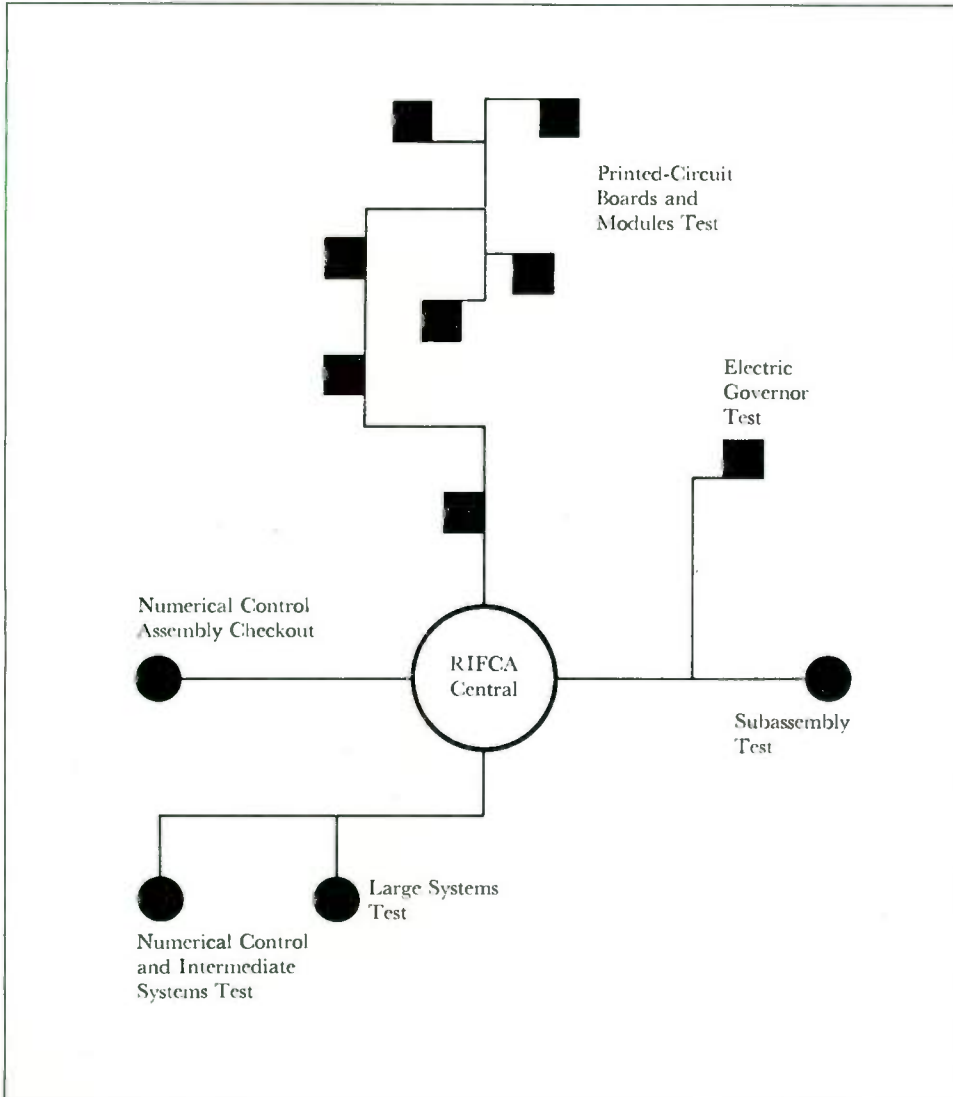 Printed-Circuit
Boards and
Modules Test
Electric
Governor
Test
Numerical Control
Assembly Checkout
RIFCA
Central
Subassembly
Test
Large Systems
Test
Numerical Control
and Intermediate
Systems Test